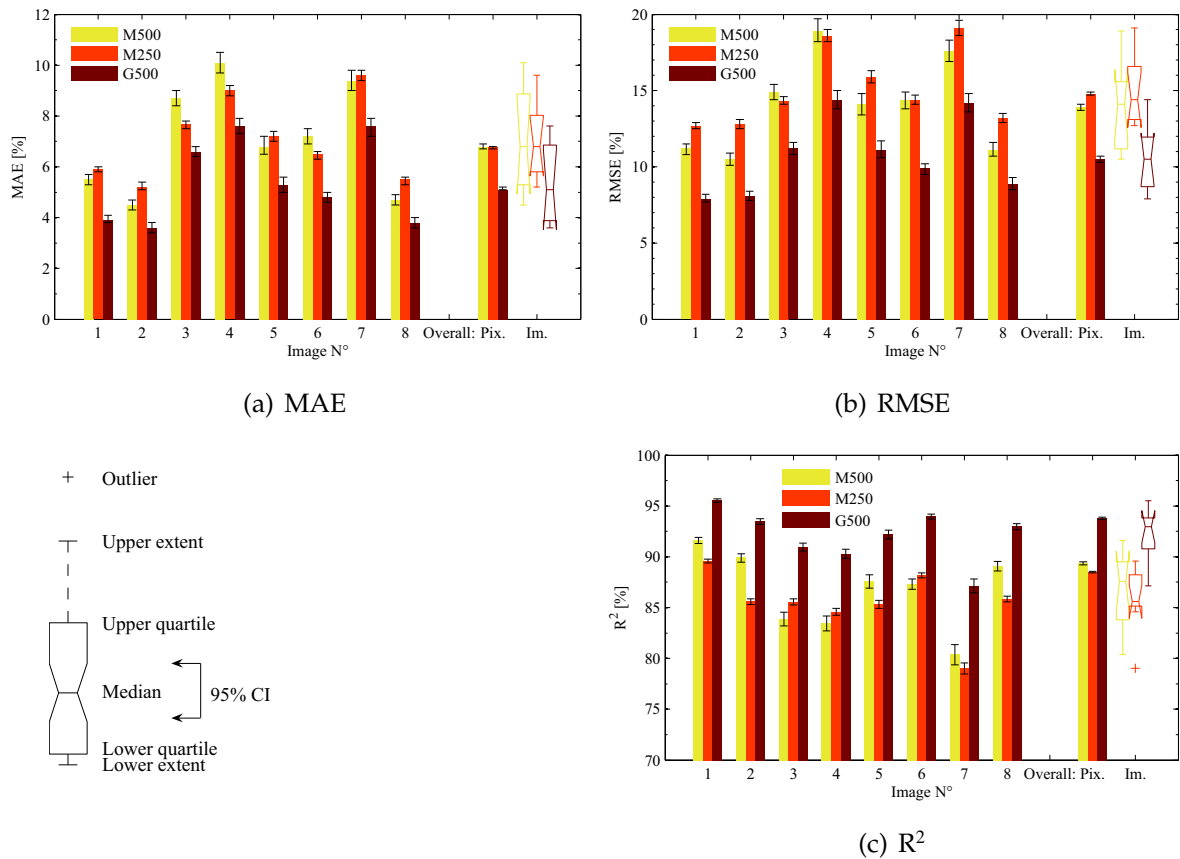 M500
M250
G500
12
10
8
6
4
2
0
MAE [%]
1 2 3 4 5 6 7 8 Overall: Pix. Im.
Image N°
(a) MAE
M500
M250
G500
20
15
10
5
0
RMSE [%]
1 2 3 4 5 6 7 8 Overall: Pix. Im.
Image N°
(b) RMSE
Outlier
Upper extent
Upper quartile
Median
95% CI
Lower quartile
Lower extent
M500
M250
G500
100
95
90
85
80
75
70
R² [%]
1 2 3 4 5 6 7 8 Overall: Pix. Im.
Image N°
(c) R²